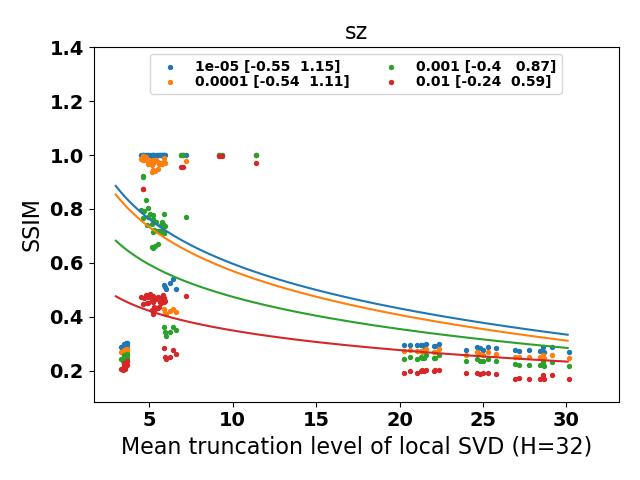 sz
1e-05 [-0.55  1.15]
0.0001 [-0.54  1.11]
0.001 [-0.4   0.87]
0.01 [-0.24  0.59]
SSIM
1.4
1.2
1.0
0.8
0.6
0.4
0.2
5 10 15 20 25 30
Mean truncation level of local SVD (H=32)